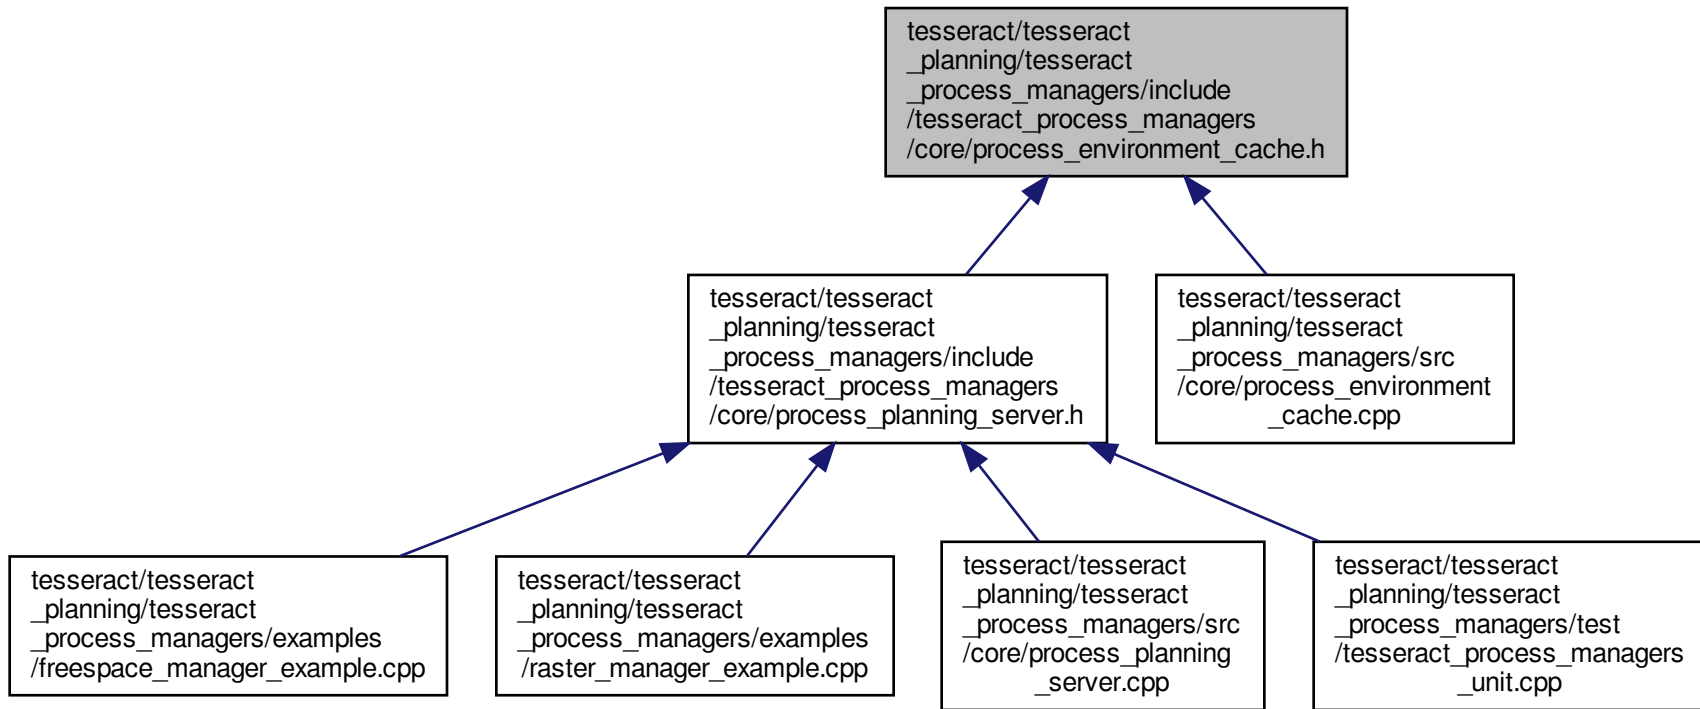 tesseract/tesseract
_planning/tesseract
_process_managers/include
/tesseract_process_managers
/core/process_environment_cache.h
tesseract/tesseract
_planning/tesseract
_process_managers/include
/tesseract_process_managers
/core/process_planning_server.h
tesseract/tesseract
_planning/tesseract
_process_managers/src
/core/process_environment
_cache.cpp
tesseract/tesseract
_planning/tesseract
_process_managers/examples
/freespace_manager_example.cpp
tesseract/tesseract
_planning/tesseract
_process_managers/examples
/raster_manager_example.cpp
tesseract/tesseract
_planning/tesseract
_process_managers/src
/core/process_planning
_server.cpp
tesseract/tesseract
_planning/tesseract
_process_managers/test
/tesseract_process_managers
_unit.cpp